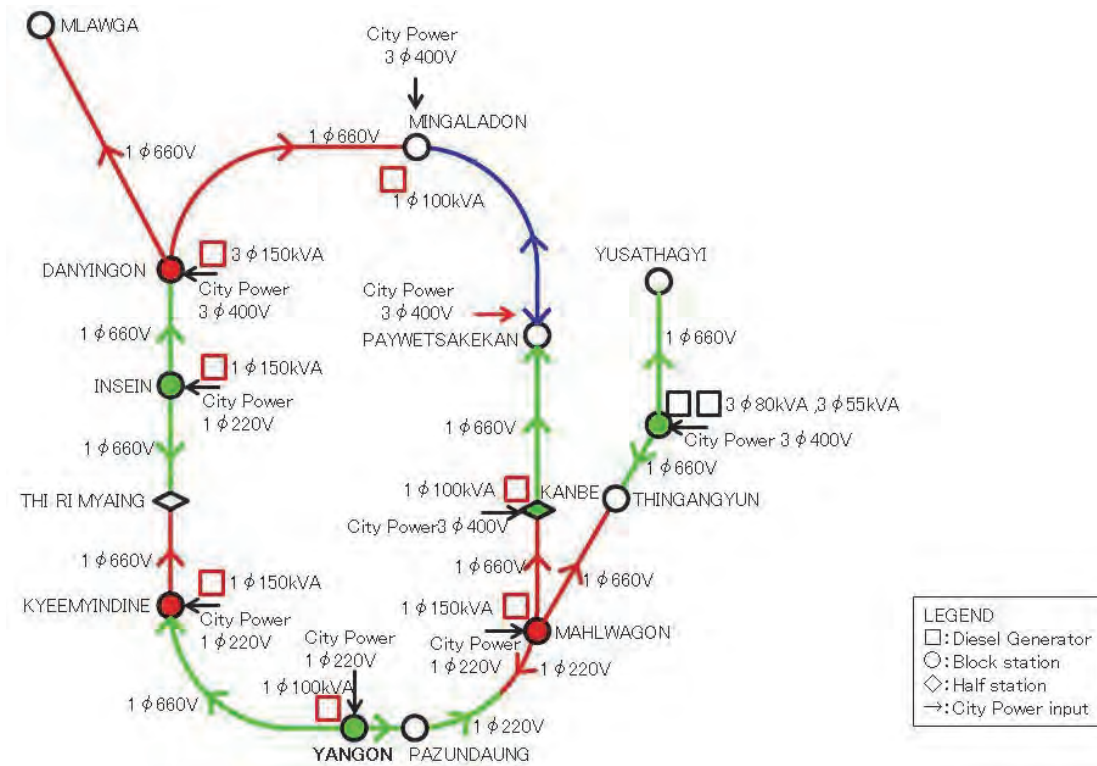 MLAWGA
City Power
3φ400V
MINGALADON
1φ660V
1φ660V
1φ100kVA
3φ150kVA
DANYINGON
City Power
3φ400V
YUSATHAGYI
City Power
3φ400V
PAYWETSAKEKAN
1φ660V
1φ660V
1φ150kVA
INSEIN
City Power
1φ220V
3φ80kVA ,3φ55kVA
City Power 3φ400V
1φ660V
1φ660V
1φ660V
THI RI MYAING
1φ100kVA
KANBE
THINGANGYUN
City Power3φ400V
1φ660V
1φ660V
1φ660V
1φ150kVA
1φ150kVA
KYEEMYINDINE
City Power
1φ220V
City Power
1φ220V
MAHLWAGON
City Power
1φ220V
1φ220V
1φ100kVA
1φ660V
1φ220V
YANGON
PAZUNDAUNG
LEGEND
□:Diesel Generator
○:Block station
◇:Half station
→:City Power input